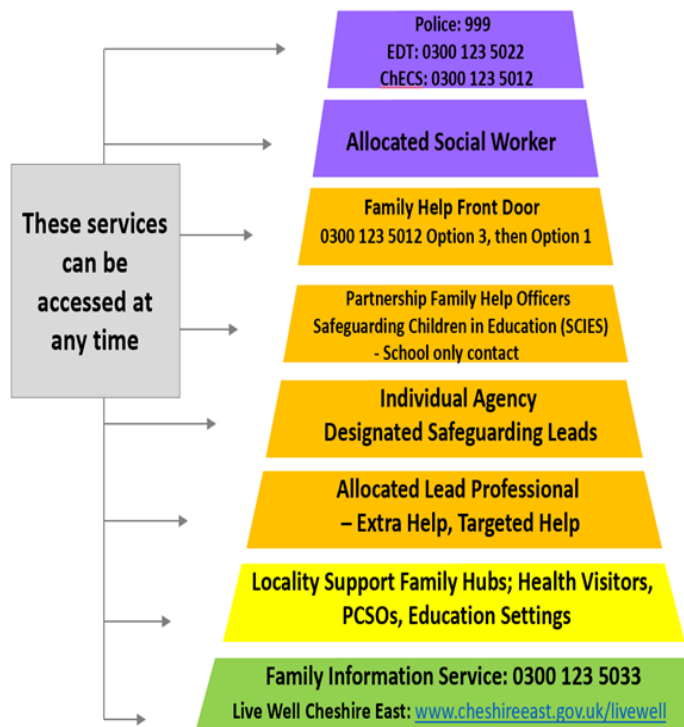 Police: 999
EDT: 0300 123 5022
ChECS: 0300 123 5012
Allocated Social Worker
These services
can be
accessed at
any time
Family Help Front Door
0300 123 5012 Option 3, then Option 1
Partnership Family Help Officers
Safeguarding Children in Education (SCIES)
- School only contact
Individual Agency
Designated Safeguarding Leads
Allocated Lead Professional
– Extra Help, Targeted Help
Locality Support Family Hubs; Health Visitors,
PCSOs, Education Settings
Family Information Service: 0300 123 5033
Live Well Cheshire East: www.cheshireeast.gov.uk/livewell